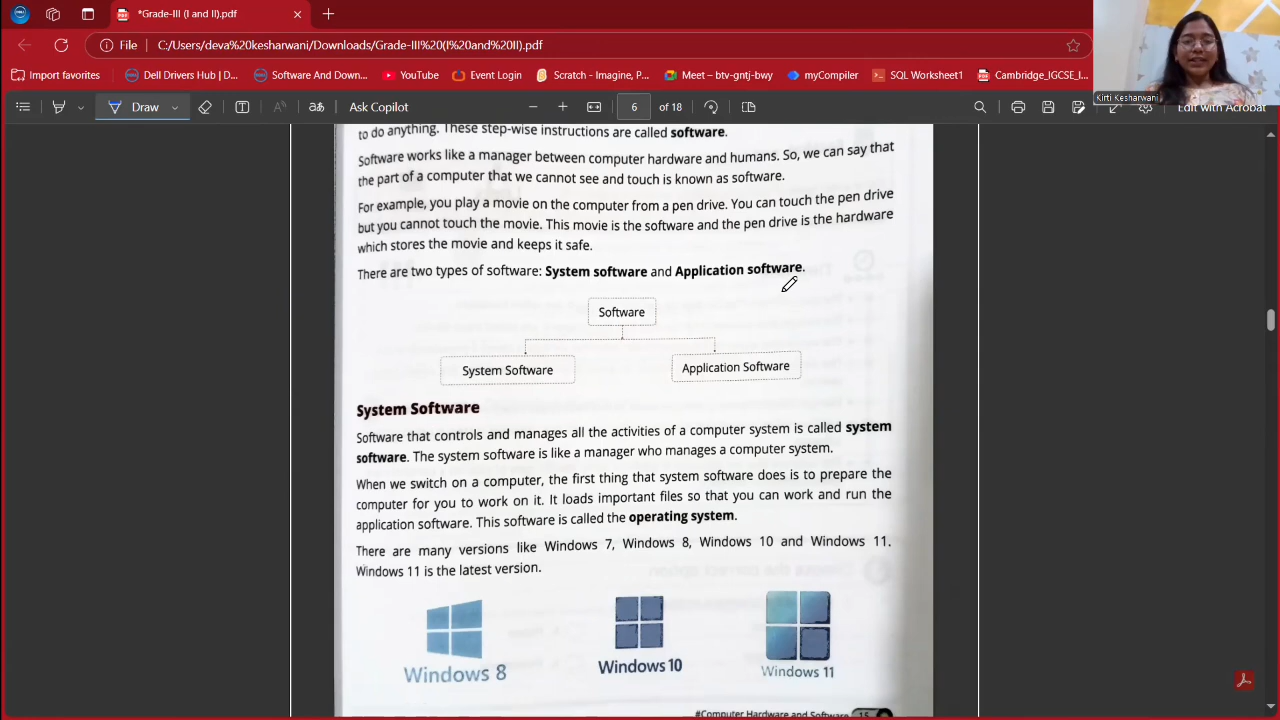 *Grade-III (I and II).pdf
File C:/Users/deva%20kesharwani/Downloads/Grade-III%20(I%20and%20II).pdf
Import favorites Dell Drivers Hub | D... Software And Down... YouTube Event Login Scratch - Imagine, P... Meet – btv-gntj-bwy myCompiler SQL Worksheet1 Cambridge_IGCSE_I...
Kirti Kesharwani
Draw Ask Copilot 6 of 18 Edit with Acrobat
to do anything. These step-wise instructions are called software.
Software works like a manager between computer hardware and humans. So, we can say that
the part of a computer that we cannot see and touch is known as software.
For example, you play a movie on the computer from a pen drive. You can touch the pen drive
but you cannot touch the movie. This movie is the software and the pen drive is the hardware
which stores the movie and keeps it safe.
There are two types of software: System software and Application software.
Software
System Software Application Software
System Software
Software that controls and manages all the activities of a computer system is called system
software. The system software is like a manager who manages a computer system.
When we switch on a computer, the first thing that system software does is to prepare the
computer for you to work on it. It loads important files so that you can work and run the
application software. This software is called the operating system.
There are many versions like Windows 7, Windows 8, Windows 10 and Windows 11.
Windows 11 is the latest version.
Windows 8 Windows 10 Windows 11
#Computer Hardware and Software 15